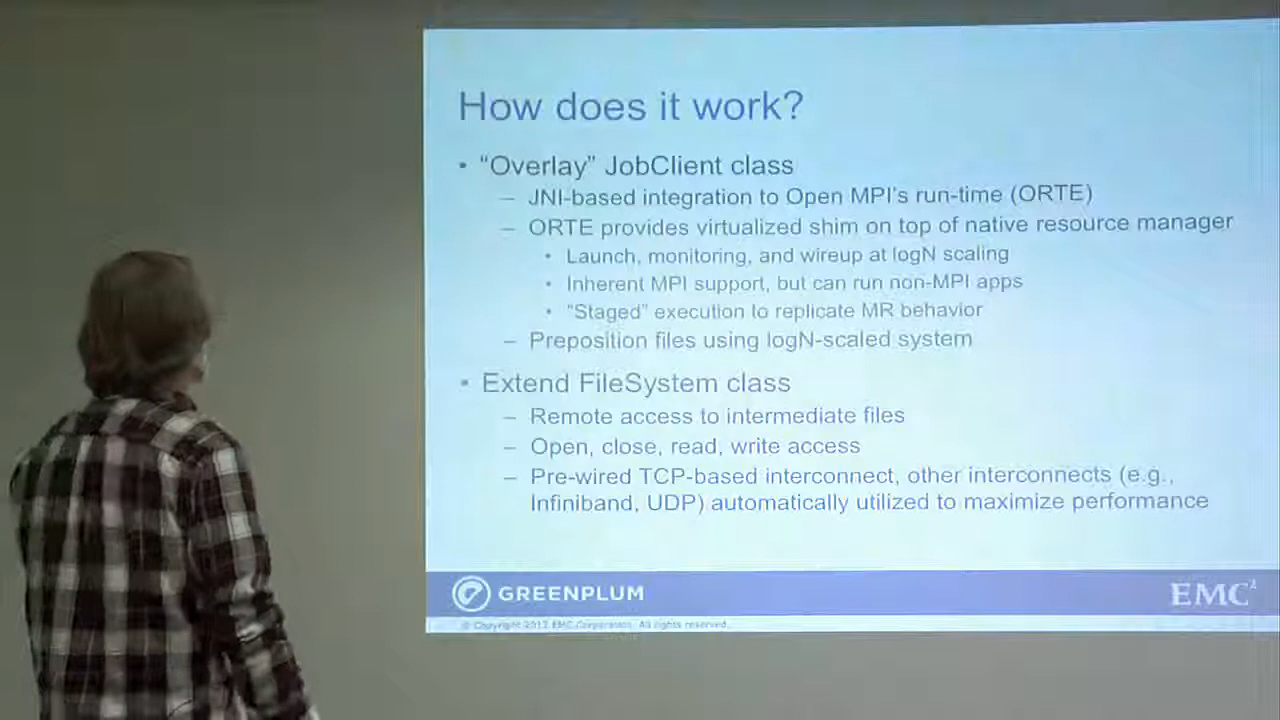 How does it work?
• “Overlay” JobClient class
– JNI-based integration to Open MPI’s run-time (ORTE)
– ORTE provides virtualized shim on top of native resource manager
• Launch, monitoring, and wireup at logN scaling
• Inherent MPI support, but can run non-MPI apps
• “Staged” execution to replicate MR behavior
– Preposition files using logN-scaled system
• Extend FileSystem class
– Remote access to intermediate files
– Open, close, read, write access
– Pre-wired TCP-based interconnect, other interconnects (e.g.,
Infiniband, UDP) automatically utilized to maximize performance
GREENPLUM
EMC²
© Copyright 2012 EMC Corporation. All rights reserved.